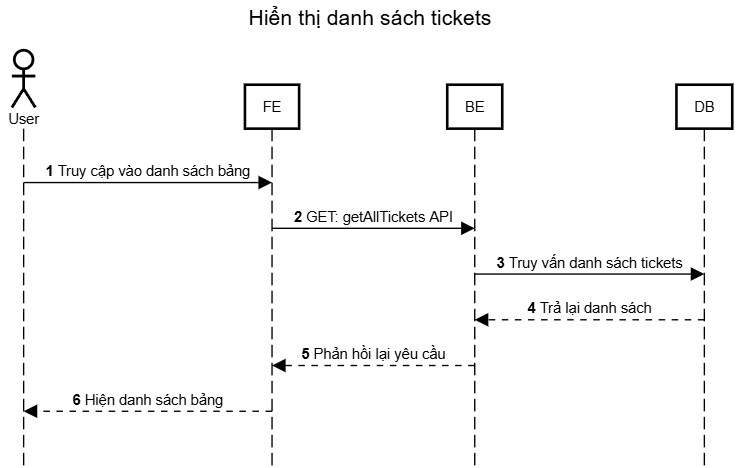 Hiển thị danh sách tickets
User
FE
BE
DB
1 Truy cập vào danh sách bảng
2 GET: getAllTickets API
3 Truy vấn danh sách tickets
4 Trả lại danh sách
5 Phản hồi lại yêu cầu
6 Hiện danh sách bảng